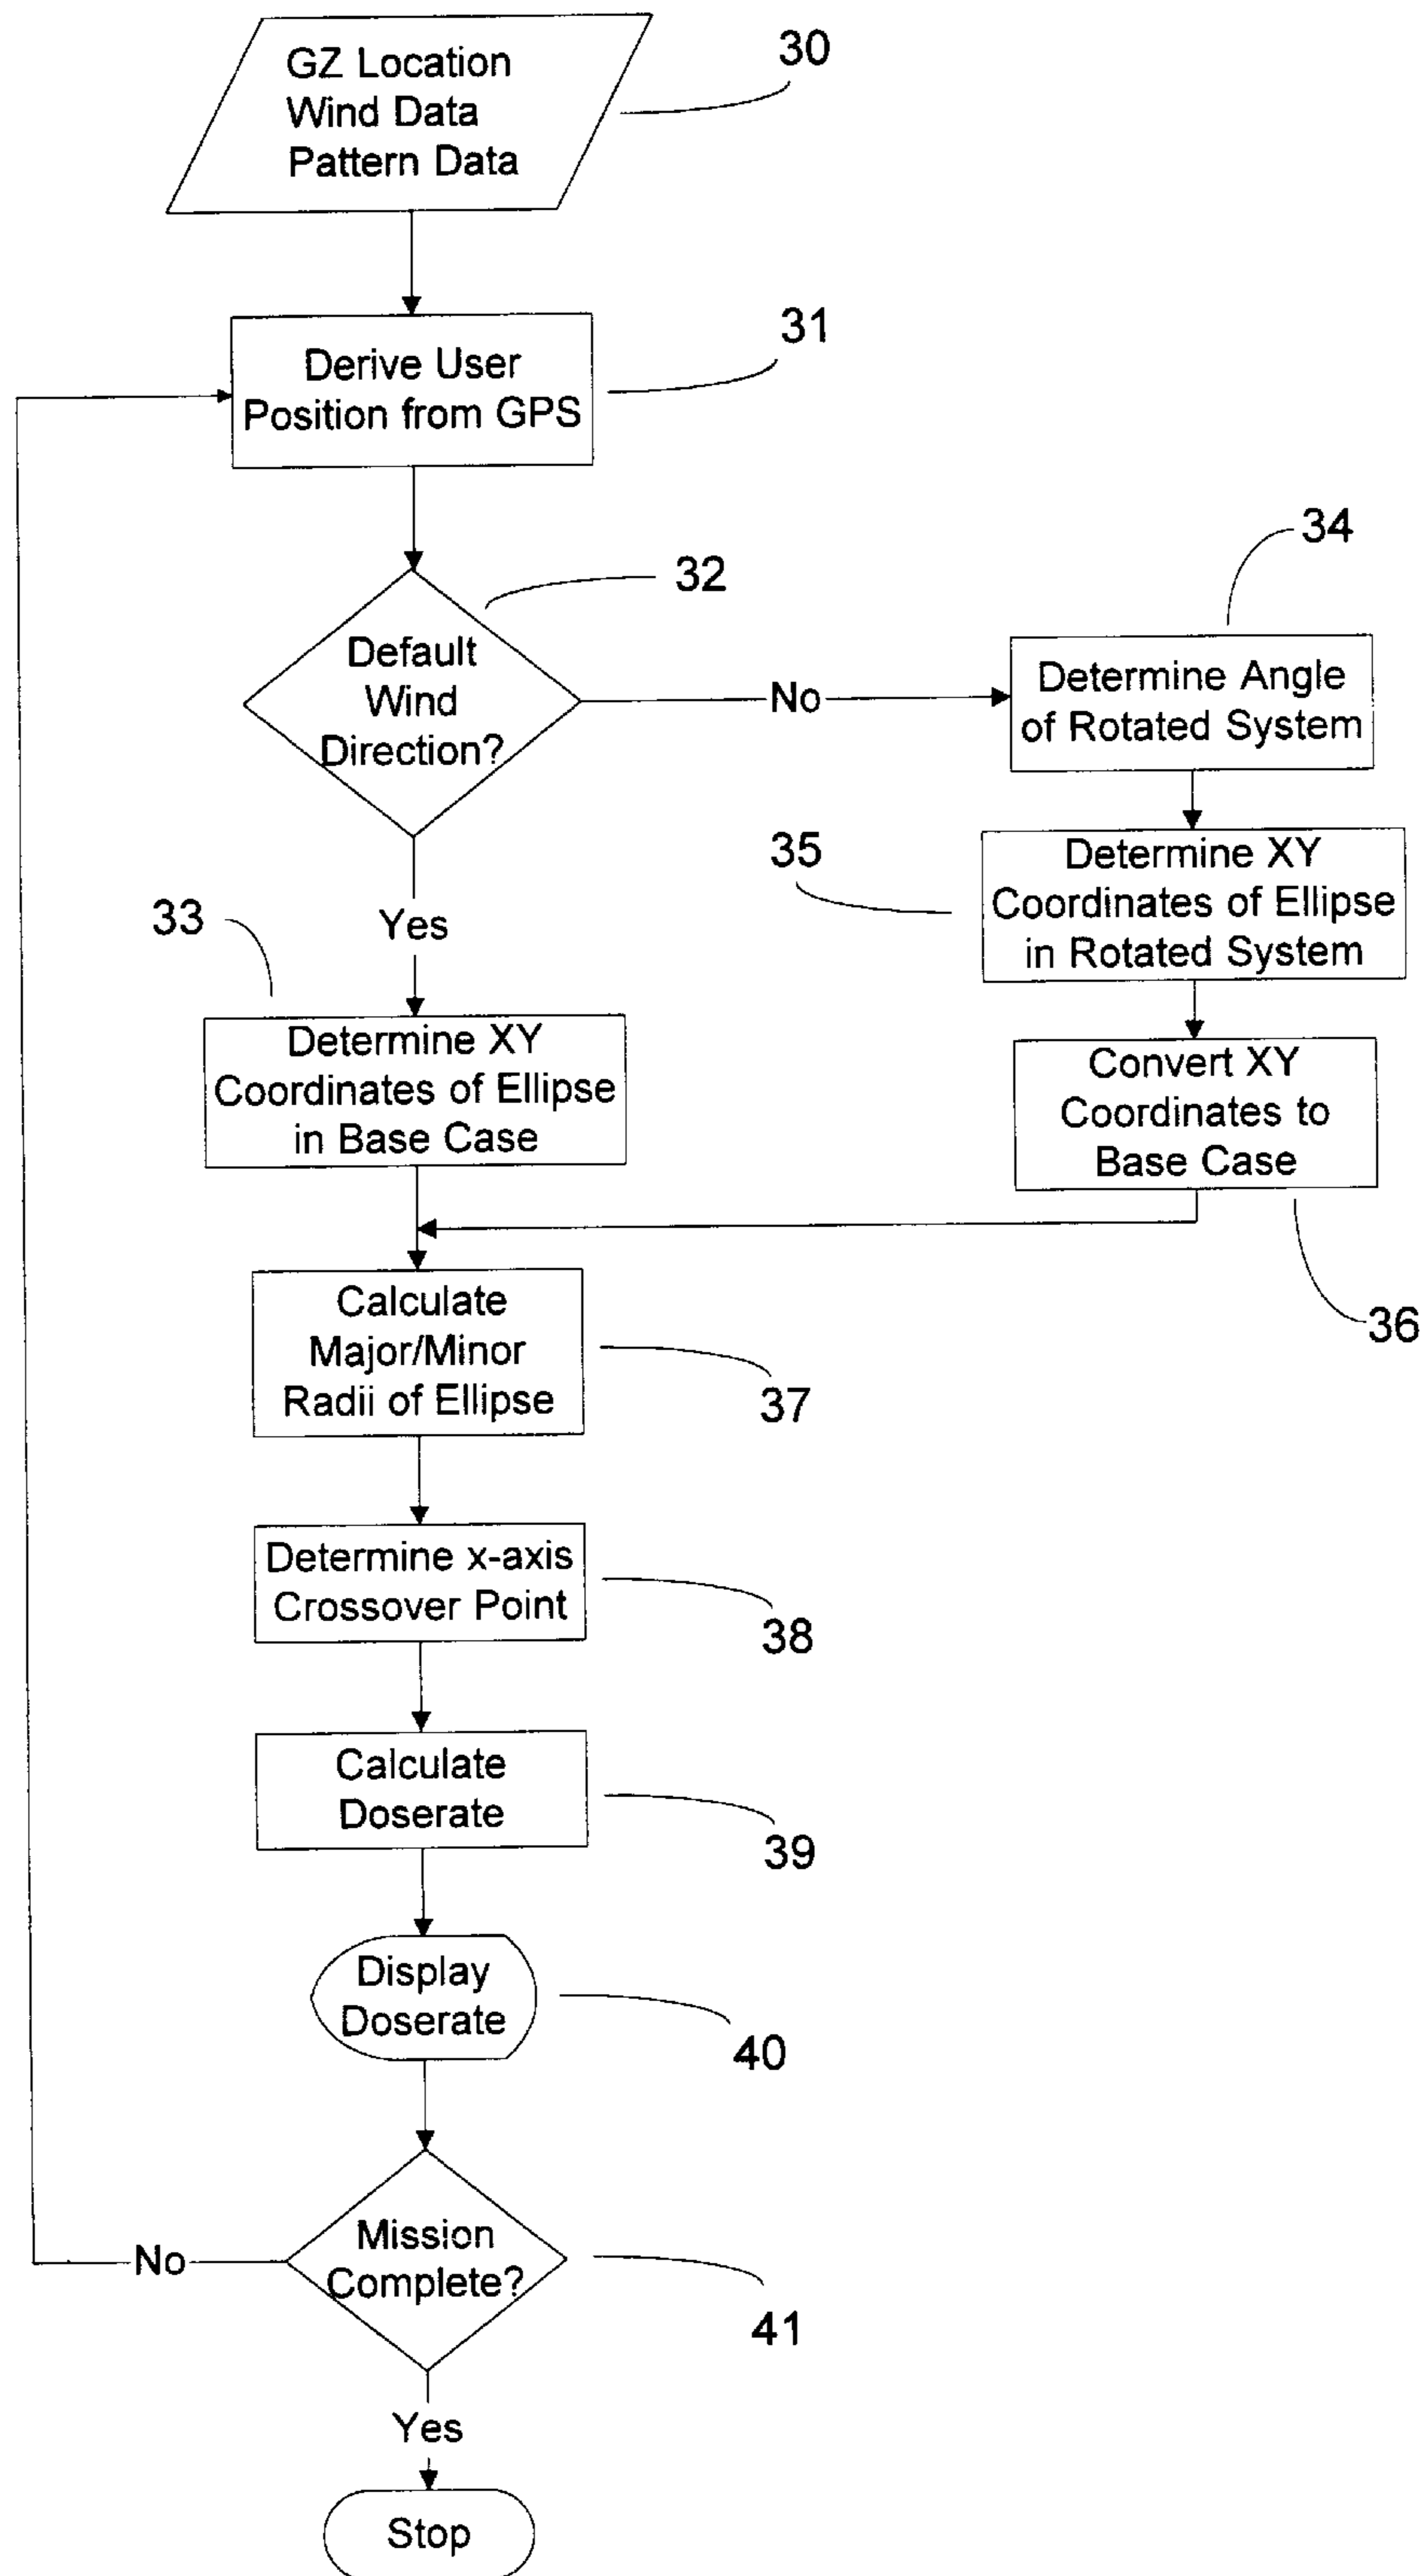 GZ Location
Wind Data
Pattern Data
30
Derive User
Position from GPS
31
Default
Wind
Direction?
32
No
34
Determine Angle
of Rotated System
35
Determine XY
Coordinates of Ellipse
in Rotated System
Yes
33
Determine XY
Coordinates of Ellipse
in Base Case
Convert XY
Coordinates to
Base Case
36
Calculate
Major/Minor
Radii of Ellipse
37
Determine x-axis
Crossover Point
38
Calculate
Doserate
39
Display
Doserate
40
Mission
Complete?
No
41
Yes
Stop